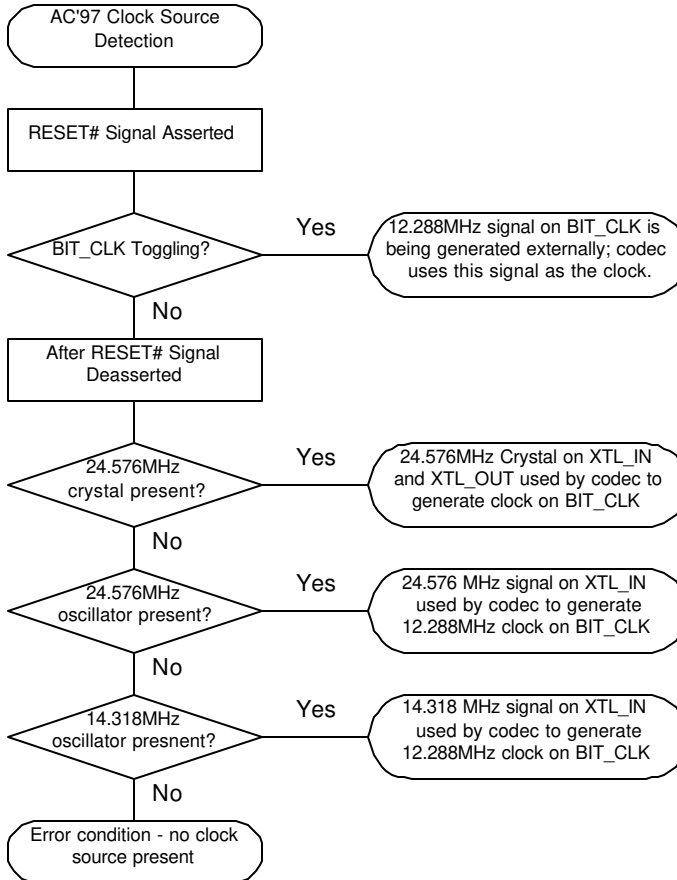 AC'97 Clock Source
Detection
RESET# Signal Asserted
BIT_CLK Toggling?
Yes
12.288MHz signal on BIT_CLK is
being generated externally; codec
uses this signal as the clock.
No
After RESET# Signal
Deasserted
24.576MHz
crystal present?
Yes
24.576MHz Crystal on XTL_IN
and XTL_OUT used by codec to
generate clock on BIT_CLK
No
24.576MHz
oscillator present?
Yes
24.576 MHz signal on XTL_IN
used by codec to generate
12.288MHz clock on BIT_CLK
No
14.318MHz
oscillator presnent?
Yes
14.318 MHz signal on XTL_IN
used by codec to generate
12.288MHz clock on BIT_CLK
No
Error condition - no clock
source present